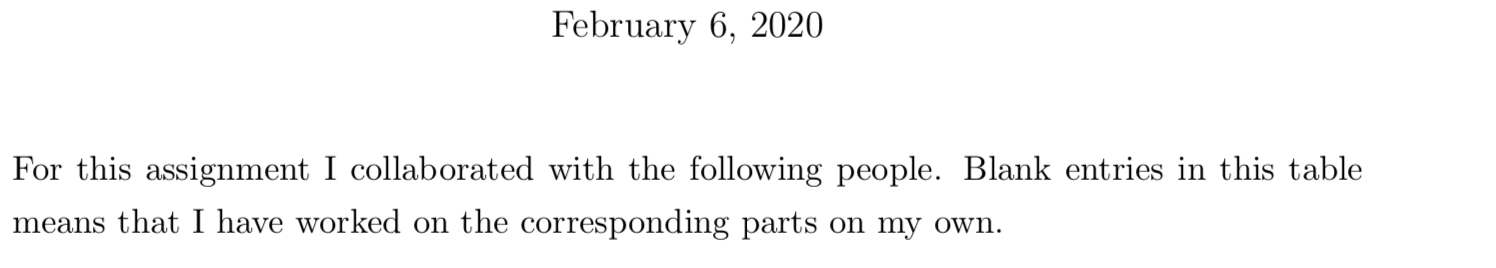 February 6, 2020
For this assignment I collaborated with the following people. Blank entries in this table
means that I have worked on the corresponding parts on my own.